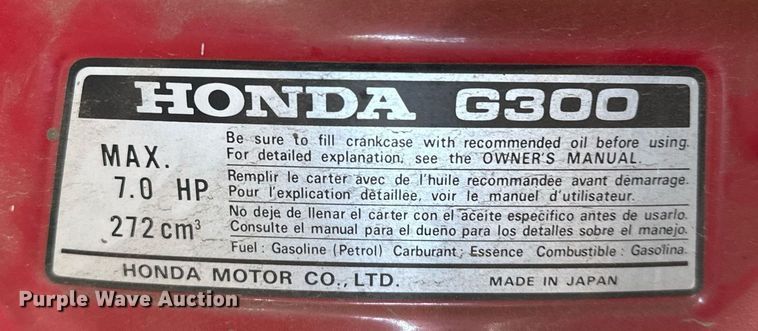 HONDA G300
MAX.
7.0 HP
272 cm³
Be sure to fill crankcase with recommended oil before using.
For detailed explanation, see the OWNER'S MANUAL.
Remplir le carter avec de l'huile recommandée avant démarrage.
Pour l'explication détaillée, voir le manuel d'utilisateur.
No deje de llenar el cárter con el aceite especifico antes de usarlo.
Consulte el manual para el dueno para los detalles sobre el manejo.
Fuel : Gasoline (Petrol) Carburant : Essence Combustible : Gasolina
HONDA MOTOR CO., LTD. MADE IN JAPAN
Purple Wave Auction